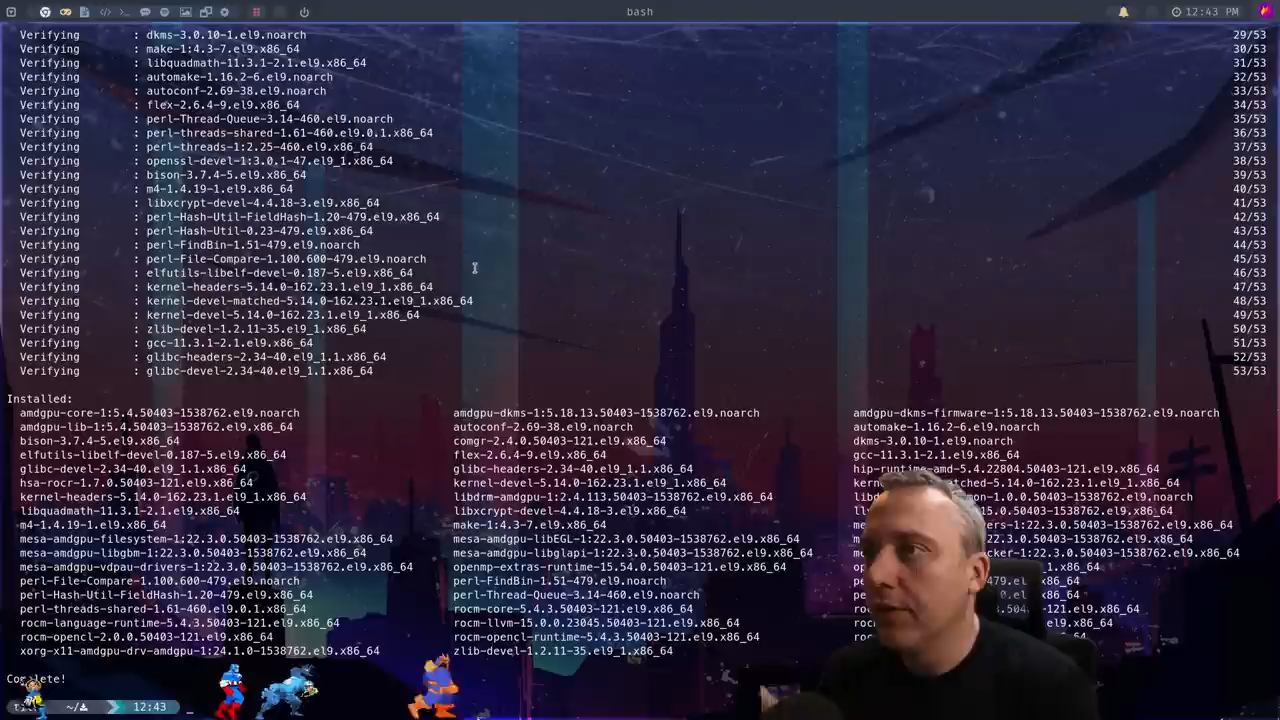 bash
12:43 PM
Verifying : dkms-3.0.10-1.el9.noarch 29/53
Verifying : make-1:4.3-7.el9.x86_64 30/53
Verifying : libquadmath-11.3.1-2.1.el9.x86_64 31/53
Verifying : automake-1.16.2-6.el9.noarch 32/53
Verifying : autoconf-2.69-38.el9.noarch 33/53
Verifying : flex-2.6.4-9.el9.x86_64 34/53
Verifying : perl-Thread-Queue-3.14-460.el9.noarch 35/53
Verifying : perl-threads-shared-1.61-460.el9.0.1.x86_64 36/53
Verifying : perl-threads-1:2.25-460.el9.x86_64 37/53
Verifying : openssl-devel-1:3.0.1-47.el9_1.x86_64 38/53
Verifying : bison-3.7.4-5.el9.x86_64 39/53
Verifying : m4-1.4.19-1.el9.x86_64 40/53
Verifying : libxcrypt-devel-4.4.18-3.el9.x86_64 41/53
Verifying : perl-Hash-Util-FieldHash-1.20-479.el9.x86_64 42/53
Verifying : perl-Hash-Util-0.23-479.el9.x86_64 43/53
Verifying : perl-FindBin-1.51-479.el9.noarch 44/53
Verifying : perl-File-Compare-1.100.600-479.el9.noarch 45/53
Verifying : elfutils-libelf-devel-0.187-5.el9.x86_64 46/53
Verifying : kernel-headers-5.14.0-162.23.1.el9_1.x86_64 47/53
Verifying : kernel-devel-matched-5.14.0-162.23.1.el9_1.x86_64 48/53
Verifying : kernel-devel-5.14.0-162.23.1.el9_1.x86_64 49/53
Verifying : zlib-devel-1.2.11-35.el9_1.x86_64 50/53
Verifying : gcc-11.3.1-2.1.el9.x86_64 51/53
Verifying : glibc-headers-2.34-40.el9_1.1.x86_64 52/53
Verifying : glibc-devel-2.34-40.el9_1.1.x86_64 53/53
Installed:
amdgpu-core-1:5.4.50403-1538762.el9.noarch amdgpu-dkms-1:5.18.13.50403-1538762.el9.noarch amdgpu-dkms-firmware-1:5.18.13.50403-1538762.el9.noarch
amdgpu-lib-1:5.4.50403-1538762.el9.x86_64 autoconf-2.69-38.el9.noarch automake-1.16.2-6.el9.noarch
bison-3.7.4-5.el9.x86_64 comgr-2.4.0.50403-121.el9.x86_64 dkms-3.0.10-1.el9.noarch
elfutils-libelf-devel-0.187-5.el9.x86_64 flex-2.6.4-9.el9.x86_64 gcc-11.3.1-2.1.el9.x86_64
glibc-devel-2.34-40.el9_1.1.x86_64 glibc-headers-2.34-40.el9_1.1.x86_64 hip-runtime-amd-5.4.22804.50403-121.el9.x86_64
hsa-rocr-1.7.0.50403-121.el9.x86_64 kernel-devel-5.14.0-162.23.1.el9_1.x86_64
kernel-headers-5.14.0-162.23.1.el9_1.x86_64 libdrm-amdgpu-1:2.4.113.50403-1538762.el9.x86_64
libquadmath-11.3.1-2.1.el9.x86_64 libxcrypt-devel-4.4.18-3.el9.x86_64
m4-1.4.19-1.el9.x86_64 make-1:4.3-7.el9.x86_64
mesa-amdgpu-filesystem-1:22.3.0.50403-1538762.el9.x86_64 mesa-amdgpu-libEGL-1:22.3.0.50403-1538762.el9.x86_64
mesa-amdgpu-libgbm-1:22.3.0.50403-1538762.el9.x86_64 mesa-amdgpu-libglapi-1:22.3.0.50403-1538762.el9.x86_64
mesa-amdgpu-vdpau-drivers-1:22.3.0.50403-1538762.el9.x86_64 openmp-extras-runtime-15.54.0.50403-121.el9.x86_64
perl-File-Compare-1.100.600-479.el9.noarch perl-FindBin-1.51-479.el9.noarch
perl-Hash-Util-FieldHash-1.20-479.el9.x86_64 perl-Thread-Queue-3.14-460.el9.noarch
perl-threads-shared-1.61-460.el9.0.1.x86_64 rocm-core-5.4.3.50403-121.el9.x86_64
rocm-language-runtime-5.4.3.50403-121.el9.x86_64 rocm-llvm-15.0.0.23045.50403-121.el9.x86_64
rocm-opencl-2.0.0.50403-121.el9.x86_64 rocm-opencl-runtime-5.4.3.50403-121.el9.x86_64
xorg-x11-amdgpu-drv-amdgpu-1:24.1.0-1538762.el9.x86_64 zlib-devel-1.2.11-35.el9_1.x86_64
~/ 12:43